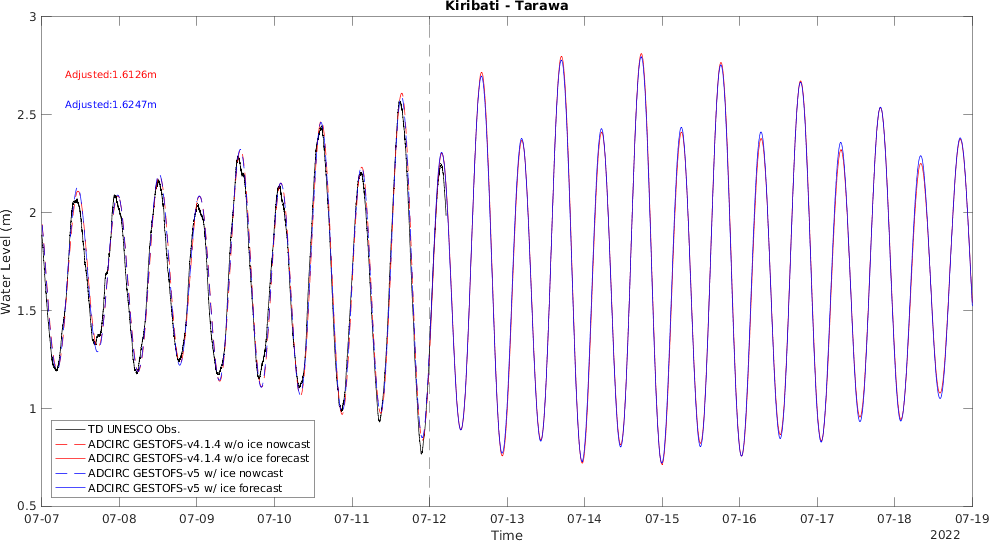 Kiribati - Tarawa
3
Adjusted:1.6126m
Adjusted:1.6247m
2.5
2
1.5
1
0.5
Water Level (m)
TD UNESCO Obs.
ADCIRC GESTOFS-v4.1.4 w/o ice nowcast
ADCIRC GESTOFS-v4.1.4 w/o ice forecast
ADCIRC GESTOFS-v5 w/ ice nowcast
ADCIRC GESTOFS-v5 w/ ice forecast
07-07 07-08 07-09 07-10 07-11 07-12 07-13 07-14 07-15 07-16 07-17 07-18 07-19
Time
2022